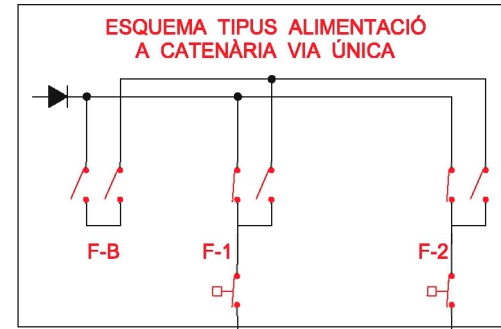 ESQUEMA TIPUS ALIMENTACIÓ
A CATENÀRIA VIA ÚNICA
F-B
F-1
F-2